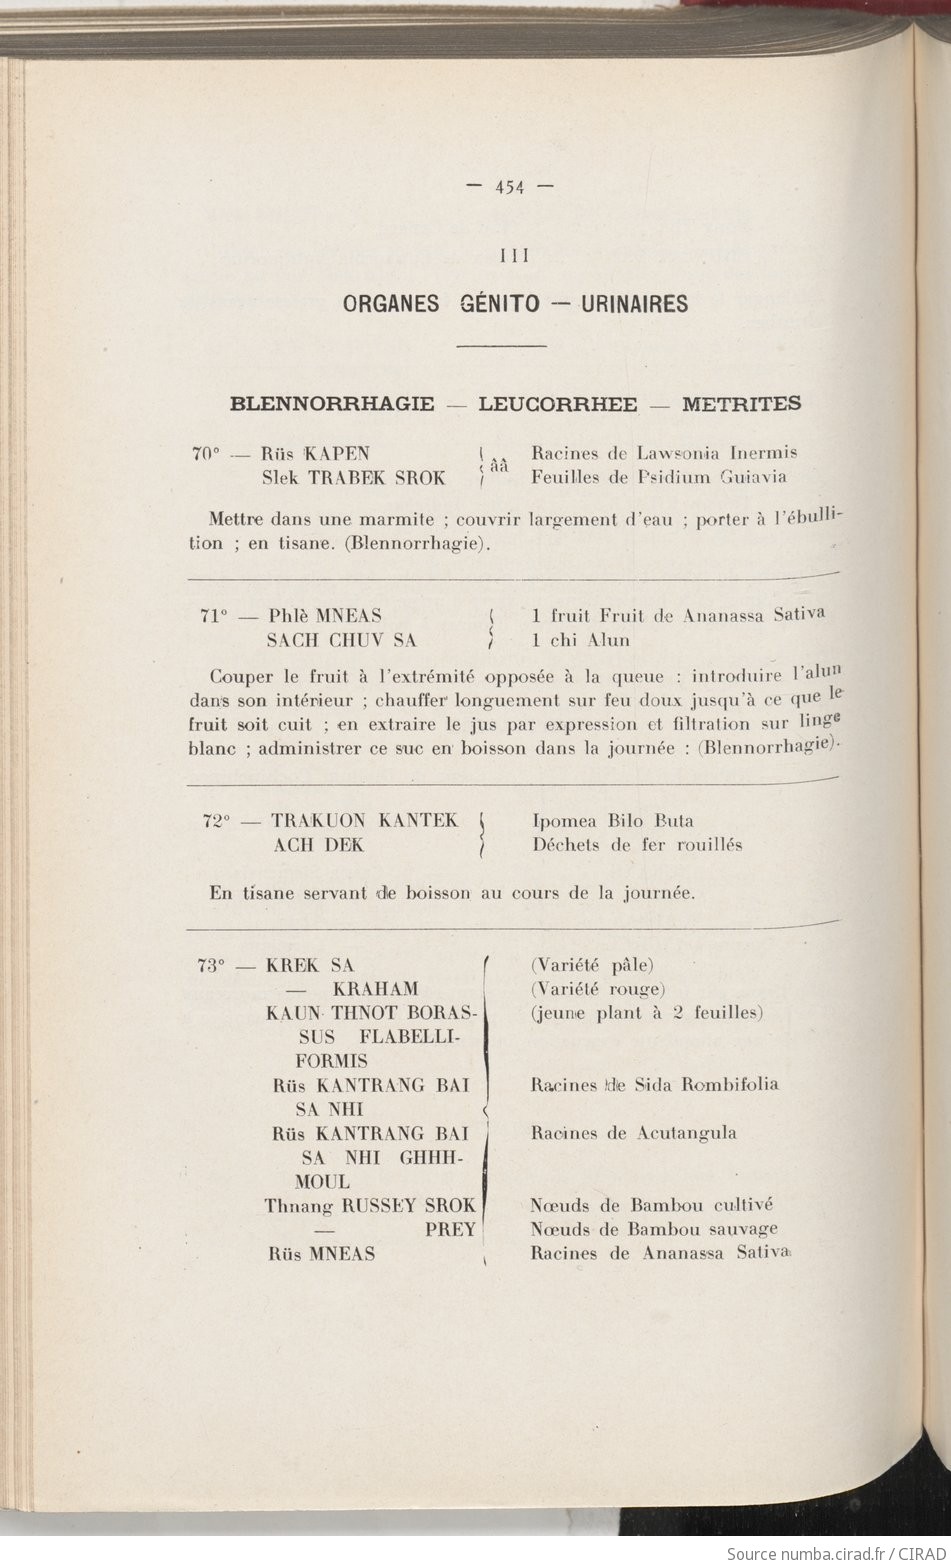 — 454 —
III
ORGANES GÉNITO — URINAIRES
BLENNORRHAGIE — LEUCORRHEE — METRITES
70° — Rüs KAPEN { ãã Racines de Lawsonia Inermis
Slek TRABEK SROK Feuilles de Psidium Guiavia
Mettre dans une marmite ; couvrir largement d'eau ; porter à l'ébulli-
tion ; en tisane. (Blennorrhagie).
71° — Phlè MNEAS { 1 fruit Fruit de Ananassa Sativa
SACH CHUV SA 1 chi Alun
Couper le fruit à l'extrémité opposée à la queue : introduire l'alun
dans son intérieur ; chauffer longuement sur feu doux jusqu'à ce que le
fruit soit cuit ; en extraire le jus par expression et filtration sur linge
blanc ; administrer ce suc en boisson dans la journée : (Blennorrhagie).
72° — TRAKUON KANTEK { Ipomea Bilo Buta
ACH DEK Déchets de fer rouillés
En tisane servant de boisson au cours de la journée.
73° — KREK SA (Variété pâle)
— KRAHAM (Variété rouge)
KAUN THNOT BORAS- (jeune plant à 2 feuilles)
SUS FLABELLI-
FORMIS
Rüs KANTRANG BAI Racines de Sida Rombifolia
SA NHI
Rüs KANTRANG BAI Racines de Acutangula
SA NHI GHHH-
MOUL
Thnang RUSSEY SROK Nœuds de Bambou cultivé
— PREY Nœuds de Bambou sauvage
Rüs MNEAS Racines de Ananassa Sativa
Source numba.cirad.fr / CIRAD